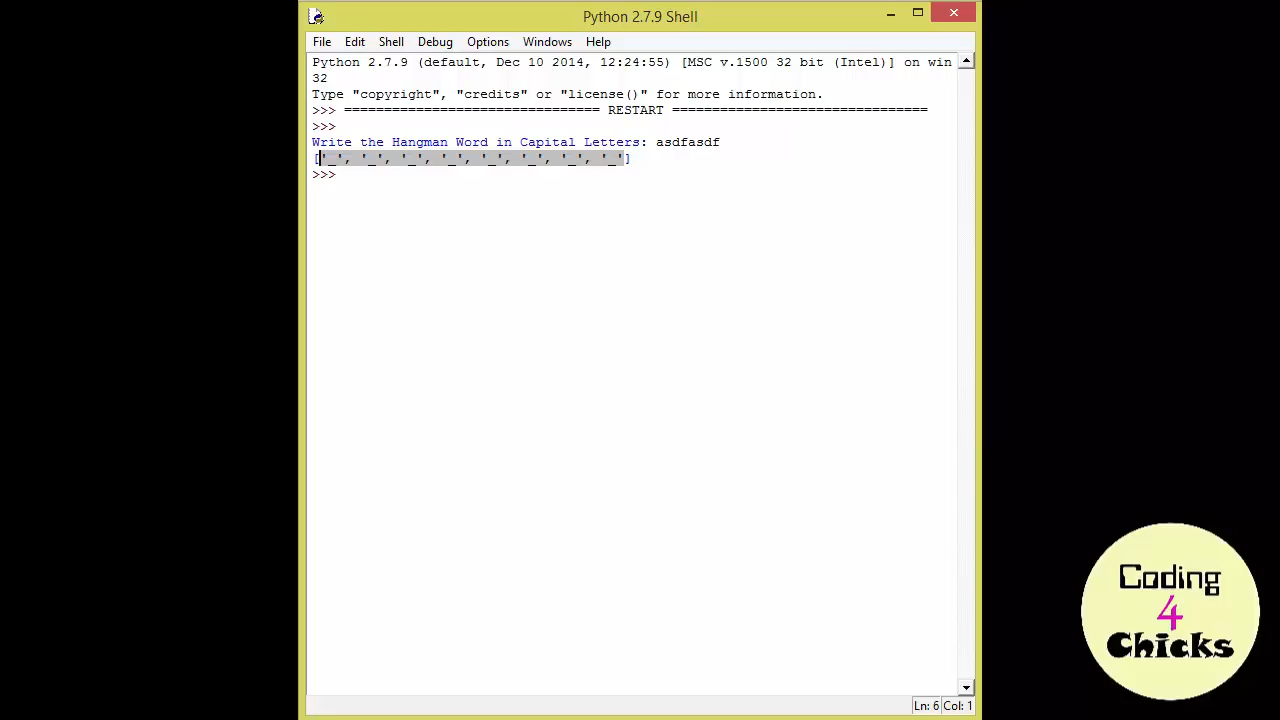 Python 2.7.9 Shell
File Edit Shell Debug Options Windows Help
Python 2.7.9 (default, Dec 10 2014, 12:24:55) [MSC v.1500 32 bit (Intel)] on win
32
Type "copyright", "credits" or "license()" for more information.
>>> ================================ RESTART ================================
>>>
Write the Hangman Word in Capital Letters: asdfasdf
['_', '_', '_', '_', '_', '_', '_', '_']
>>>
Coding
4
Chicks
Ln: 6 Col: 1